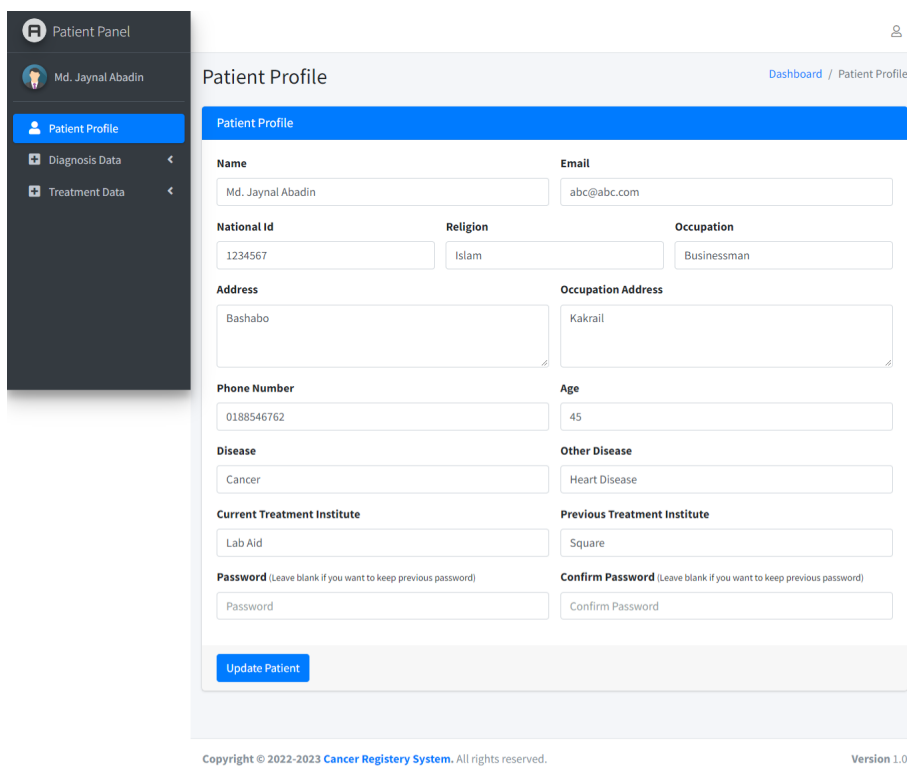 Patient Panel
Md. Jaynal Abadin
Patient Profile
Diagnosis Data
Treatment Data
Patient Profile
Dashboard / Patient Profile
Patient Profile
Name Email
Md. Jaynal Abadin abc@abc.com
National Id Religion Occupation
1234567 Islam Businessman
Address Occupation Address
Bashabo Kakrail
Phone Number Age
0188546762 45
Disease Other Disease
Cancer Heart Disease
Current Treatment Institute Previous Treatment Institute
Lab Aid Square
Password (Leave blank if you want to keep previous password) Confirm Password (Leave blank if you want to keep previous password)
Password Confirm Password
Update Patient
Copyright © 2022-2023 Cancer Registery System. All rights reserved. Version 1.0